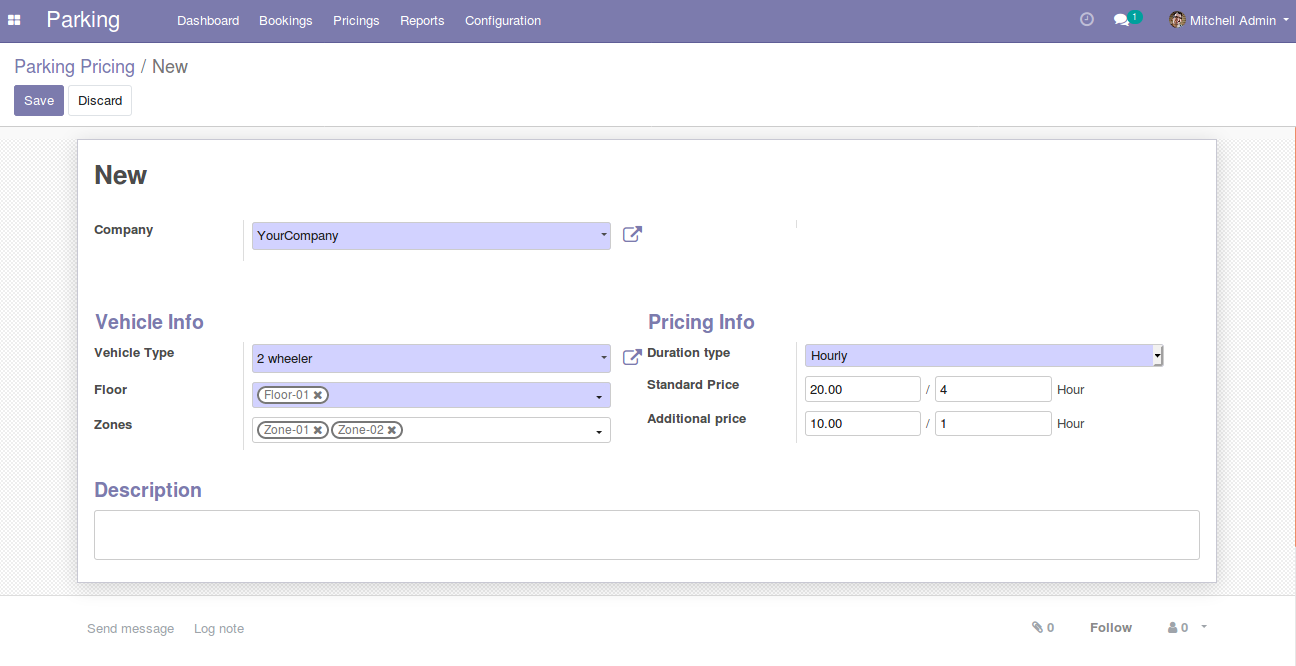 Parking Dashboard Bookings Pricings Reports Configuration 1 Mitchell Admin
Parking Pricing / New
Save Discard
New
Company YourCompany
Vehicle Info
Vehicle Type 2 wheeler
Floor Floor-01
Zones Zone-01 Zone-02
Pricing Info
Duration type Hourly
Standard Price 20.00 / 4 Hour
Additional price 10.00 / 1 Hour
Description
Send message Log note 0 Follow 0